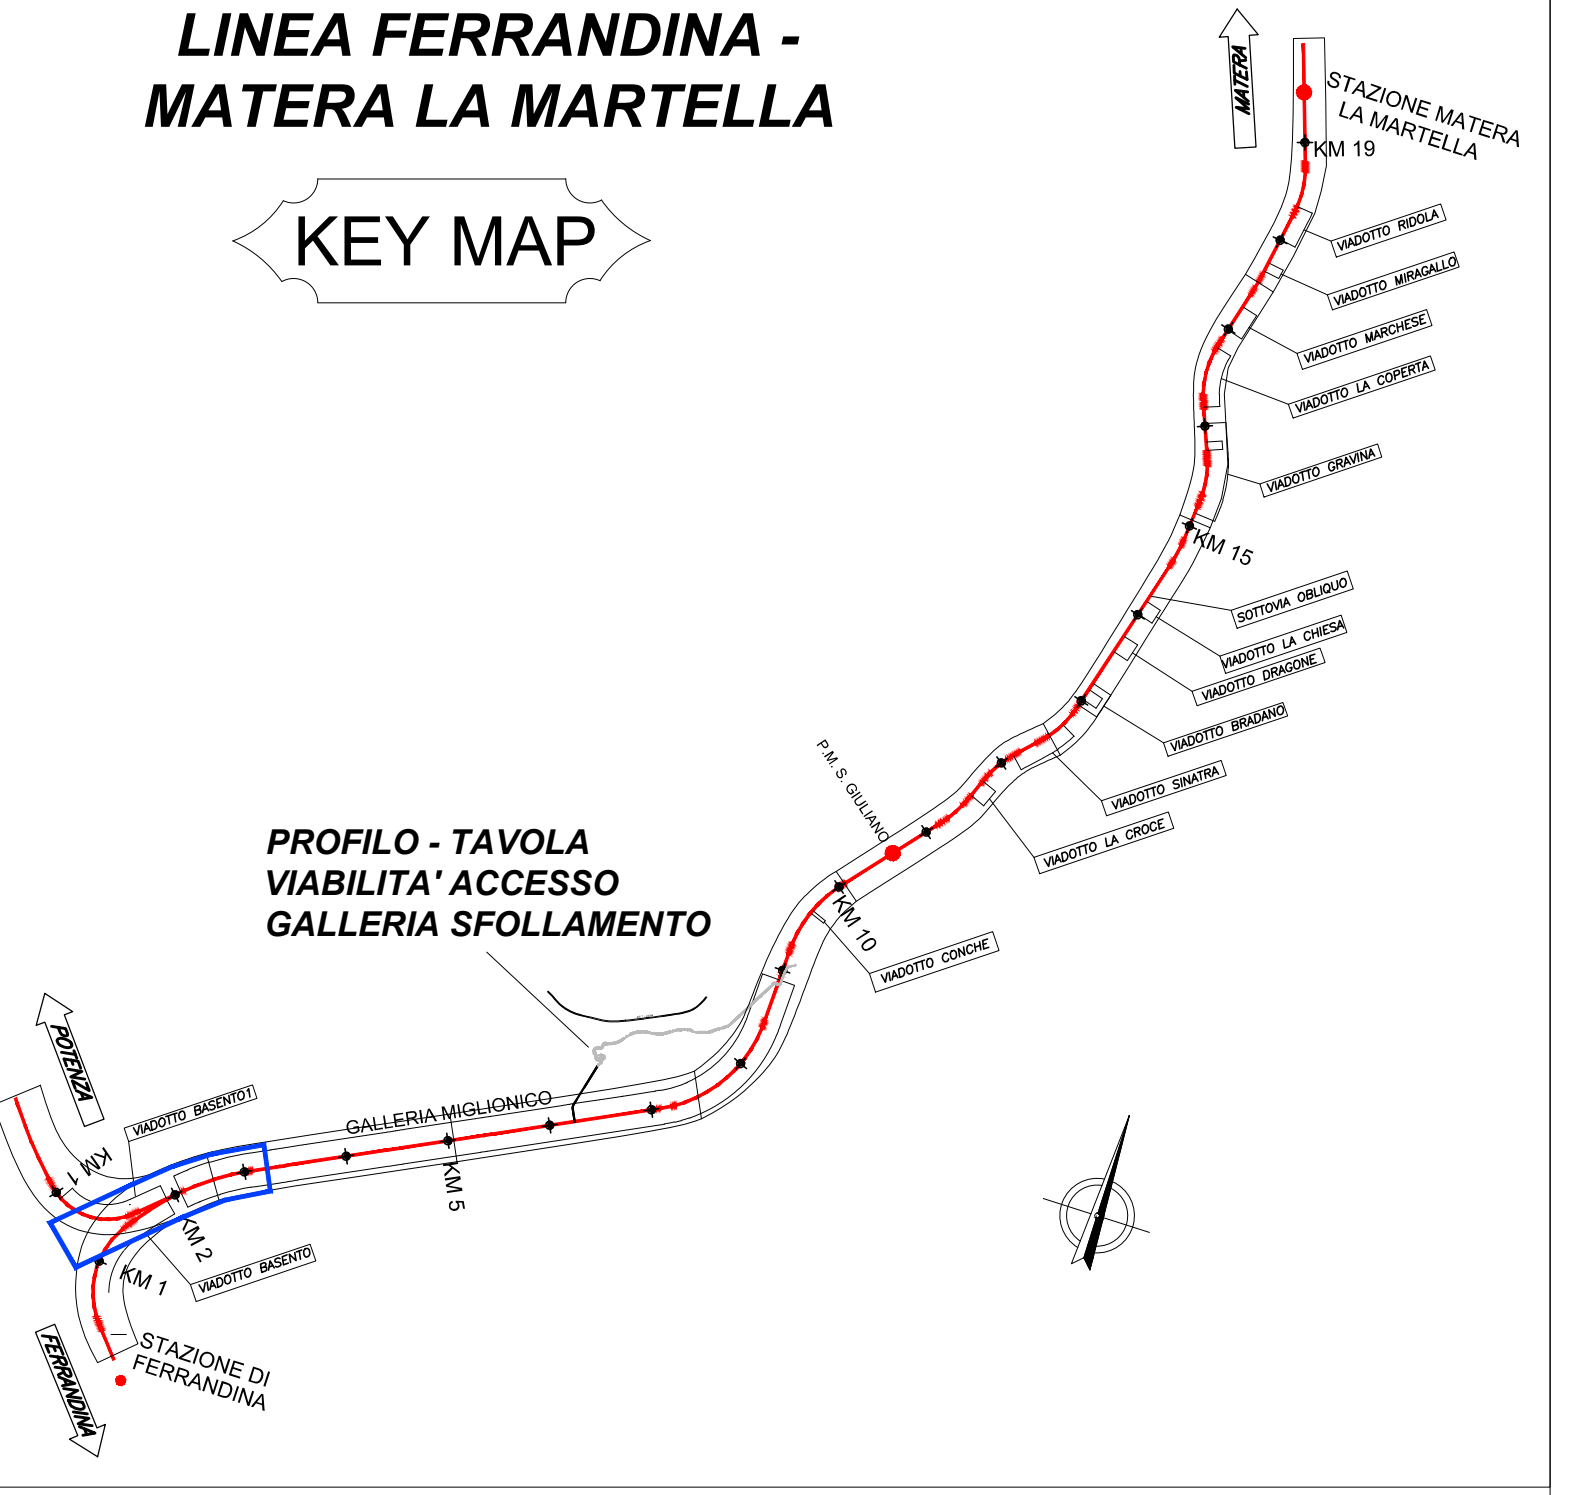 LINEA FERRANDINA -
MATERA LA MARTELLA
KEY MAP
MATERA
STAZIONE MATERA
LA MARTELLA
KM 19
VIADOTTO RIDOLA
VIADOTTO MIRAGALLO
VIADOTTO MARCHESE
VIADOTTO LA COPERTA
VIADOTTO GRAVINA
KM 15
SOTTOVIA OBLIQUO
VIADOTTO LA CHIESA
VIADOTTO DRAGONE
VIADOTTO BRADANO
VIADOTTO SINATRA
VIADOTTO LA CROCE
P.M. S. GIULIANO
KM 10
VIADOTTO CONCHE
PROFILO - TAVOLA
VIABILITA' ACCESSO
GALLERIA SFOLLAMENTO
POTENZA
VIADOTTO BASENTO1
GALLERIA MIGLIONICO
KM 1
KM 5
KM 2
VIADOTTO BASENTO
KM 1
STAZIONE DI
FERRANDINA
FERRANDINA